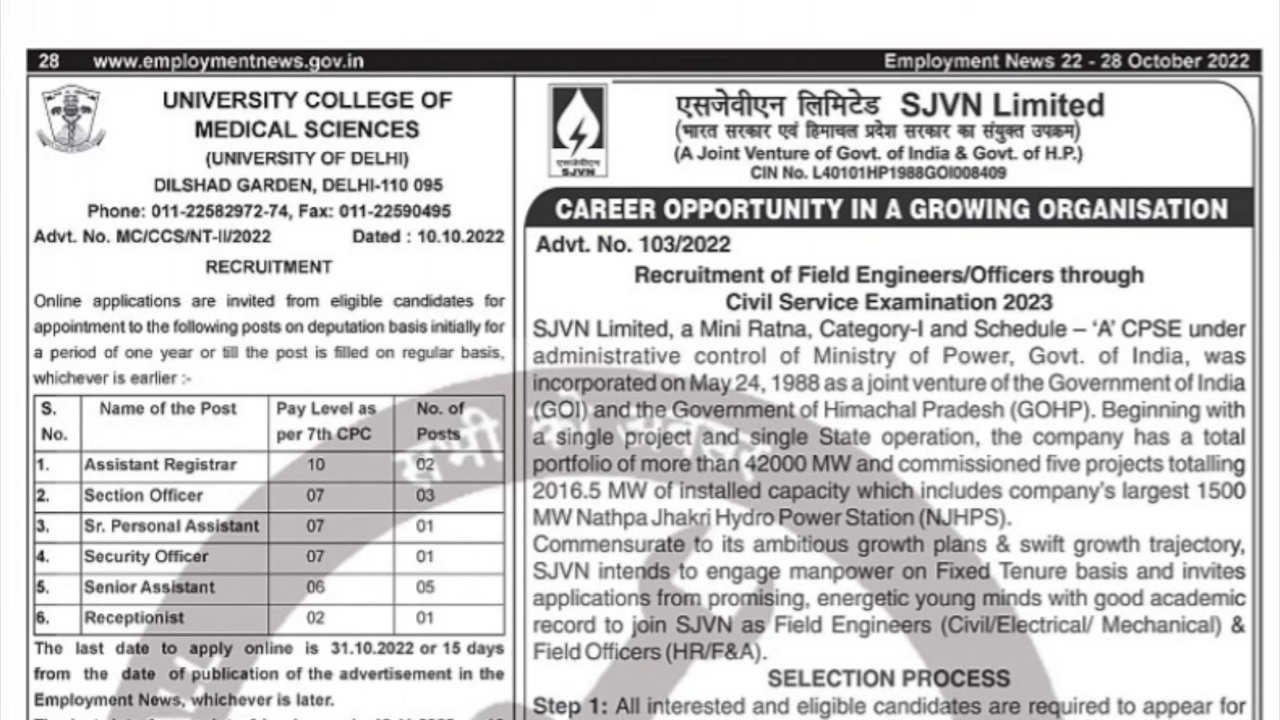 28 www.employmentnews.gov.in Employment News 22 - 28 October 2022
UNIVERSITY COLLEGE OF
MEDICAL SCIENCES
(UNIVERSITY OF DELHI)
DILSHAD GARDEN, DELHI-110 095
Phone: 011-22582972-74, Fax: 011-22590495
Advt. No. MC/CCS/NT-II/2022 Dated : 10.10.2022
RECRUITMENT
Online applications are invited from eligible candidates for
appointment to the following posts on deputation basis initially for
a period of one year or till the post is filled on regular basis,
whichever is earlier :-
S. Name of the Post Pay Level as No. of
No. per 7th CPC Posts
1. Assistant Registrar 10 02
2. Section Officer 07 03
3. Sr. Personal Assistant 07 01
4. Security Officer 07 01
5. Senior Assistant 06 05
6. Receptionist 02 01
The last date to apply online is 31.10.2022 or 15 days
from the date of publication of the advertisement in the
Employment News, whichever is later.
एसजेवीएन
SJVN
एसजेवीएन लिमिटेड SJVN Limited
(भारत सरकार एवं हिमाचल प्रदेश सरकार का संयुक्त उपक्रम)
(A Joint Venture of Govt. of India & Govt. of H.P.)
CIN No. L40101HP1988GOI008409
CAREER OPPORTUNITY IN A GROWING ORGANISATION
Advt. No. 103/2022
Recruitment of Field Engineers/Officers through
Civil Service Examination 2023
SJVN Limited, a Mini Ratna, Category-I and Schedule – ‘A’ CPSE under
administrative control of Ministry of Power, Govt. of India, was
incorporated on May 24, 1988 as a joint venture of the Government of India
(GOI) and the Government of Himachal Pradesh (GOHP). Beginning with
a single project and single State operation, the company has a total
portfolio of more than 42000 MW and commissioned five projects totalling
2016.5 MW of installed capacity which includes company’s largest 1500
MW Nathpa Jhakri Hydro Power Station (NJHPS).
Commensurate to its ambitious growth plans & swift growth trajectory,
SJVN intends to engage manpower on Fixed Tenure basis and invites
applications from promising, energetic young minds with good academic
record to join SJVN as Field Engineers (Civil/Electrical/ Mechanical) &
Field Officers (HR/F&A).
SELECTION PROCESS
Step 1: All interested and eligible candidates are required to appear for